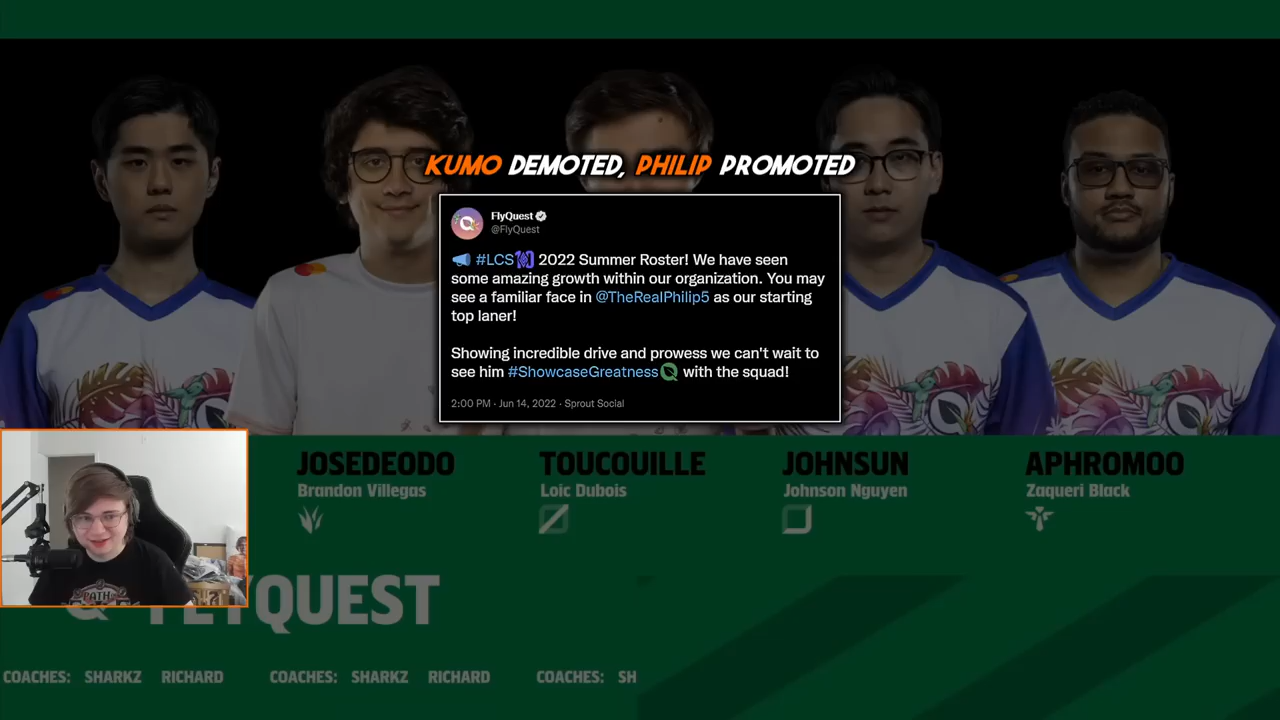 KUMO DEMOTED, PHILIP PROMOTED
FlyQuest
@FlyQuest
#LCS 2022 Summer Roster! We have seen
some amazing growth within our organization. You may
see a familiar face in @TheRealPhilip5 as our starting
top laner!
Showing incredible drive and prowess we can't wait to
see him #ShowcaseGreatness with the squad!
2:00 PM · Jun 14, 2022 · Sprout Social
JOSEDEODO
Brandon Villegas
TOUCOUILLE
Loic Dubois
JOHNSUN
Johnson Nguyen
APHROMOO
Zaqueri Black
PATH
FLYQUEST
COACHES: SHARKZ RICHARD COACHES: SHARKZ RICHARD COACHES: SH